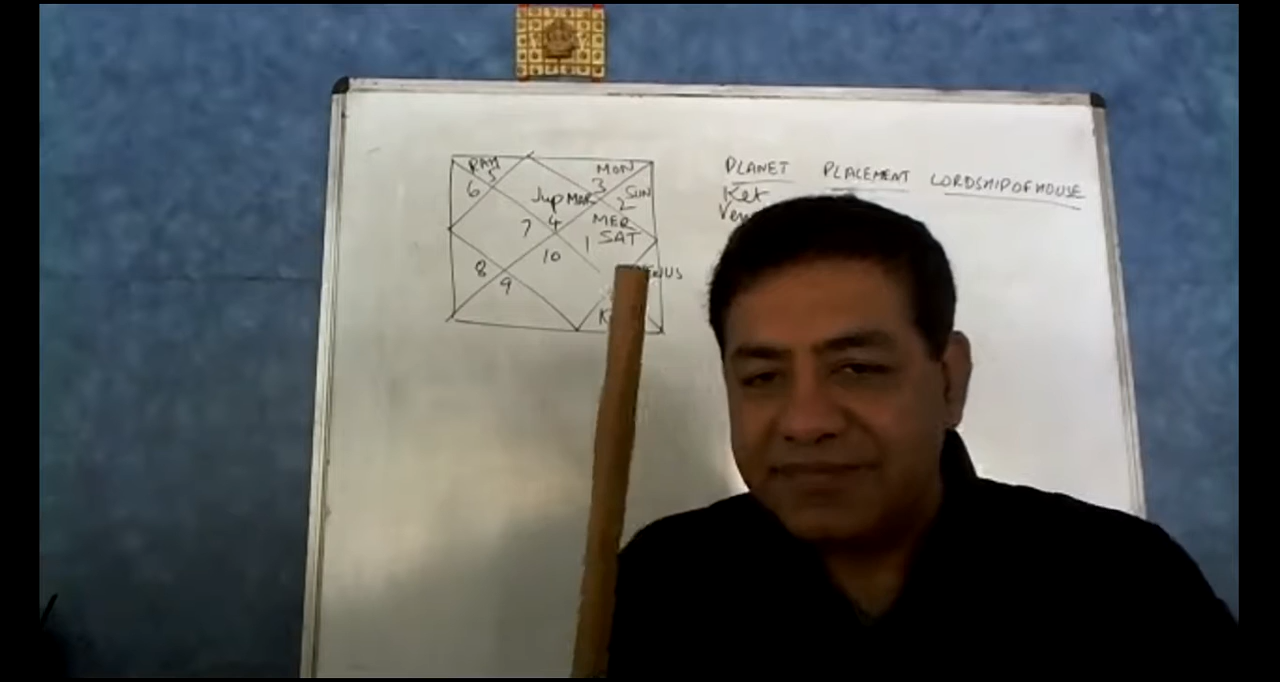 RAH
MON
5
3
6
Jup MAR
SUN
2
MER
7
4
1
SAT
10
8
9
PLANET PLACEMENT LORDSHIP OF HOUSE
Ket